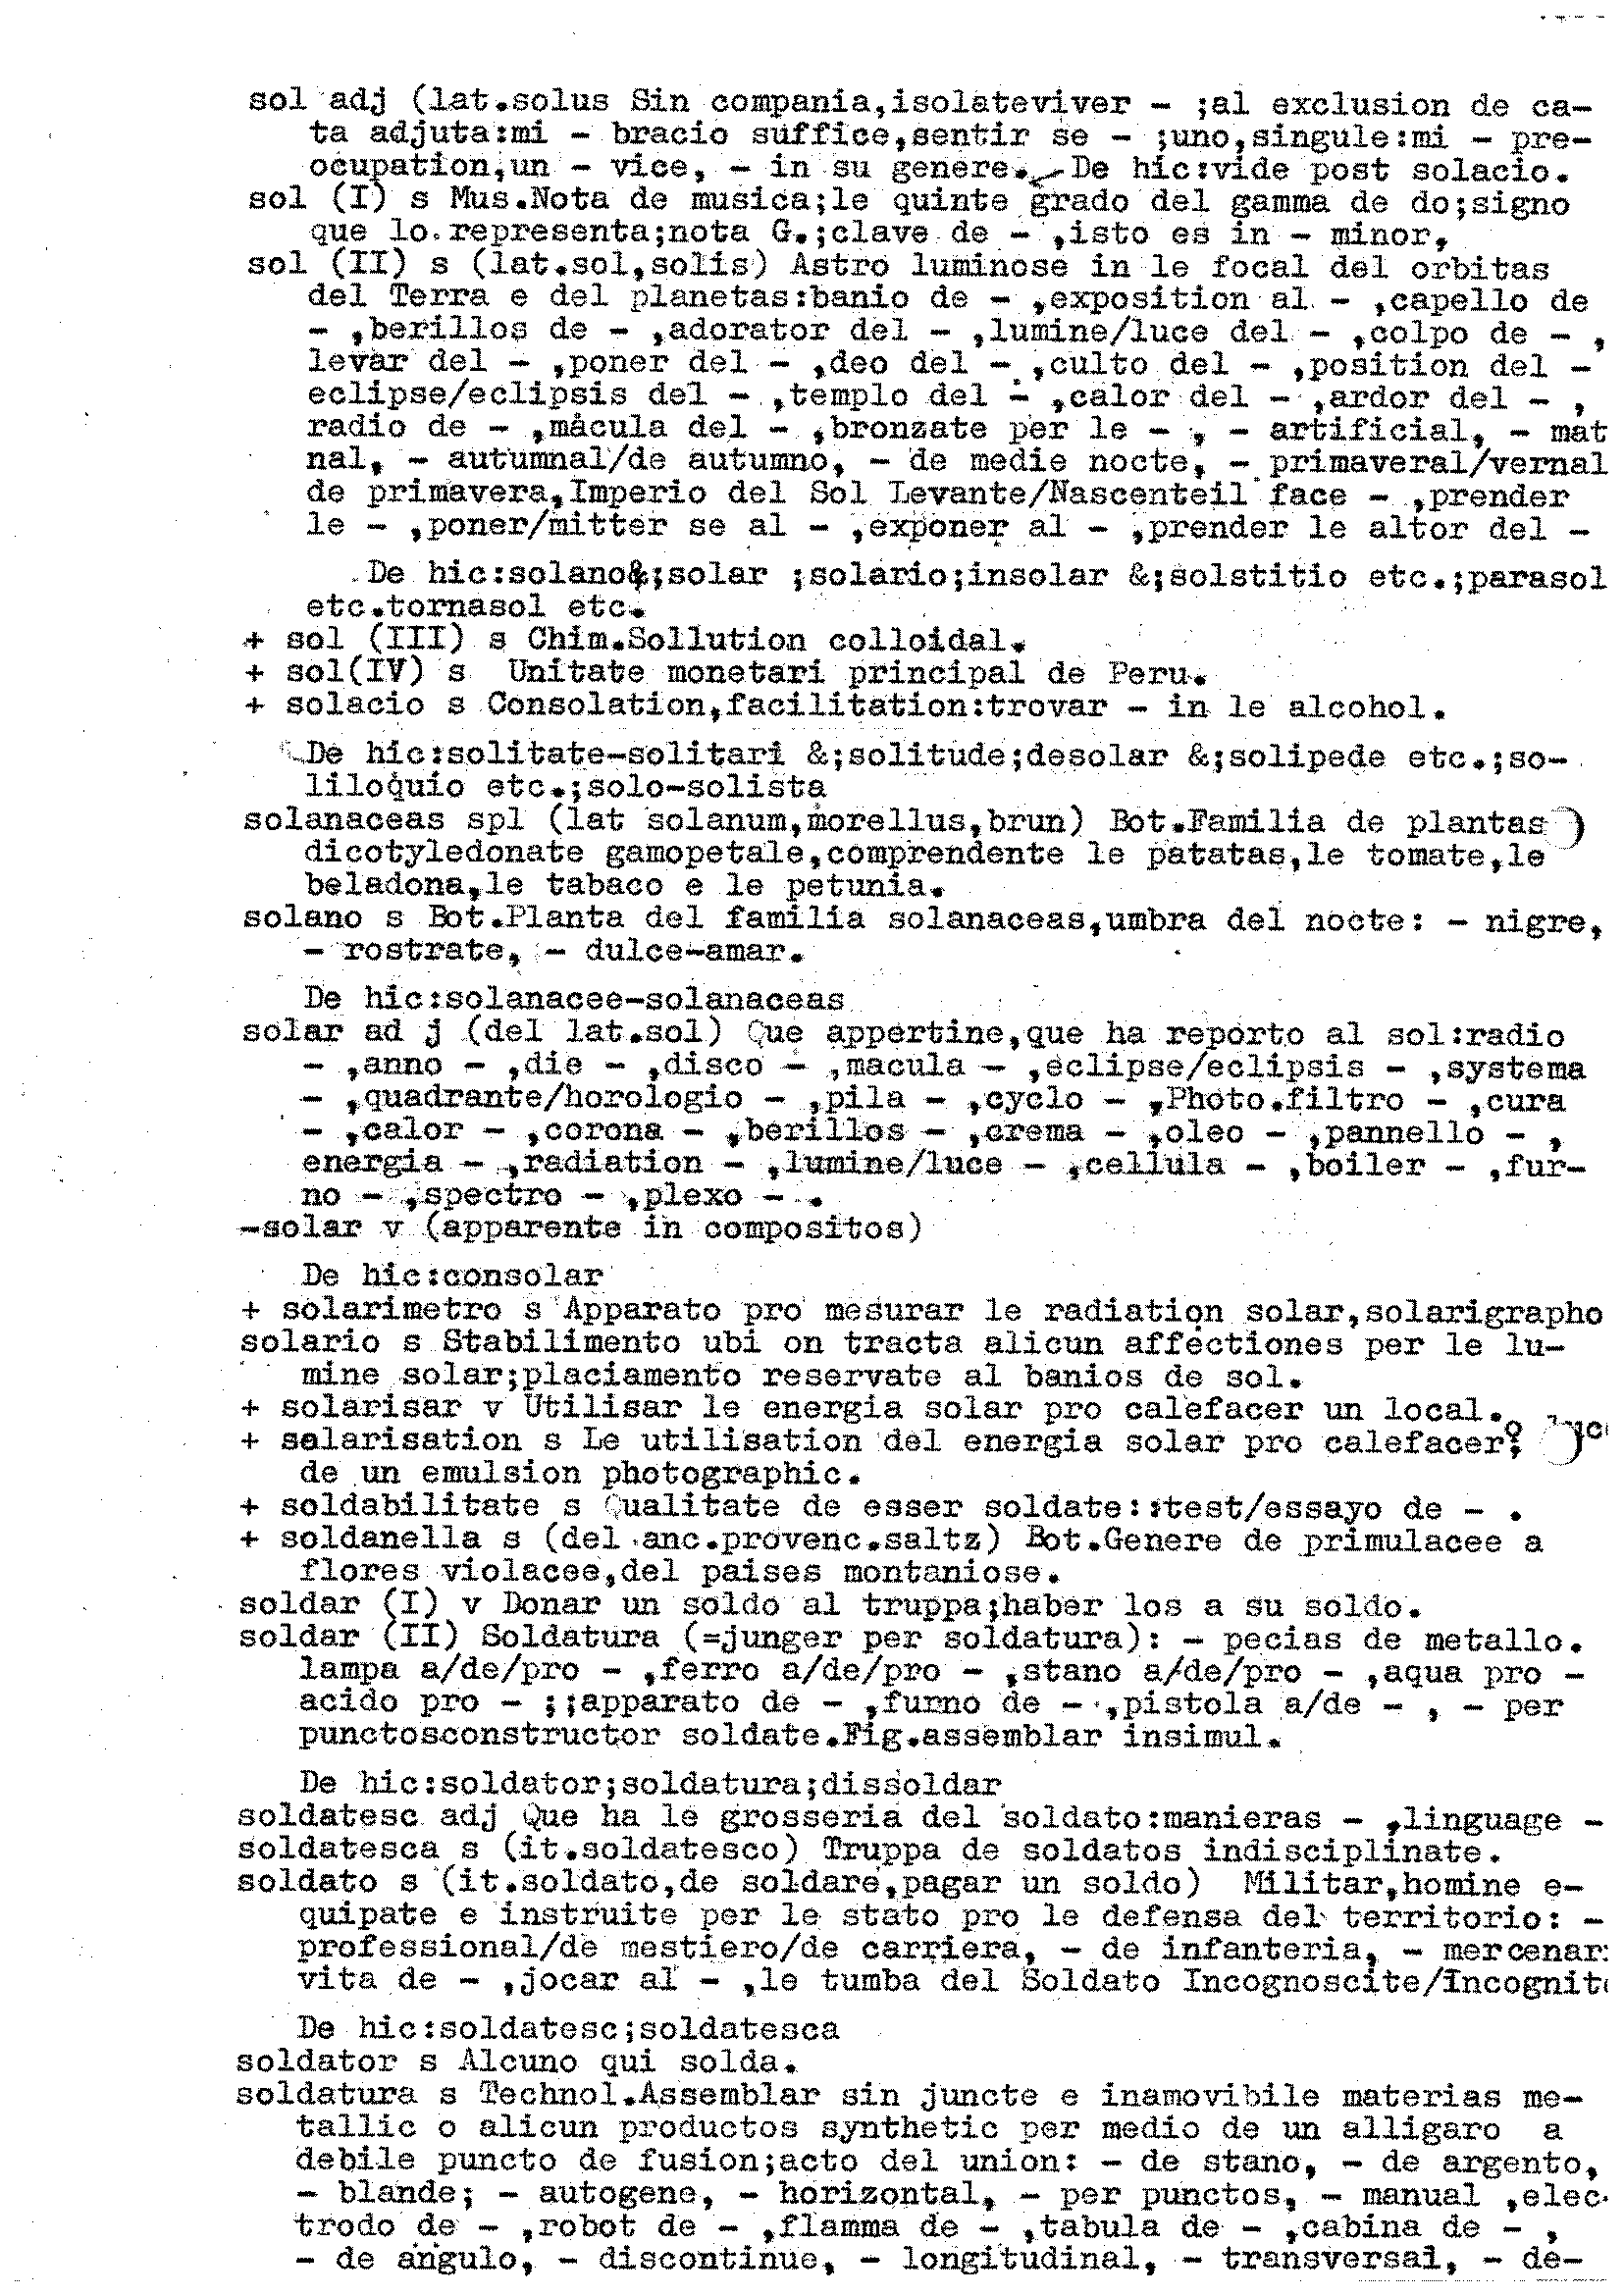 sol adj (lat.solus Sin compania,isolateviver - ;al exclusion de ca-
ta adjuta:mi - bracio suffice,sentir se - ;uno,singule:mi - pre-
ocupation,un - vice, - in su genere. De hic:vide post solacio.
sol (I) s Mus.Nota de musica;le quinte grado del gamma de do;signo
que lo representa;nota G.;clave de - ,isto es in - minor,
sol (II) s (lat.sol,solis) Astro luminose in le focal del orbitas
del Terra e del planetas:banio de - ,exposition al - ,capello de
- ,berillos de - ,adorator del - ,lumine/luce del - ,colpo de - ,
levar del - ,poner del - ,deo del - ,culto del - ,position del -
eclipse/eclipsis del - ,templo del - ,calor del - ,ardor del - ,
radio de - ,macula del - ,bronzate per le - , - artificial, - mat
nal, - autumnal/de autumno, - de medie nocte, - primaveral/vernal
de primavera,Imperio del Sol Levante/Nascenteil face - ,prender
le - ,poner/mitter se al - ,exponer al - ,prender le altor del -
De hic:solano&;solar ;solario;insolar &;solstitio etc.;parasol
etc.tornasol etc.
+ sol (III) s Chim.Sollution colloidal.
+ sol(IV) s Unitate monetari principal de Peru.
+ solacio s Consolation,facilitation:trovar - in le alcohol.
De hic:solitate-solitari &;solitude;desolar &;solipede etc.;so-
liloquio etc.;solo-solista
solanaceas spl (lat solanum,morellus,brun) Bot.Familia de plantas )
dicotyledonate gamopetale,comprendente le patatas,le tomate,le
beladona,le tabaco e le petunia.
solano s Bot.Planta del familia solanaceas,umbra del nocte: - nigre,
- rostrate, - dulce-amar.
De hic:solanacee-solanaceas
solar ad j (del lat.sol) Que appertine,que ha reporto al sol:radio
- ,anno - ,die - ,disco - ,macula - ,eclipse/eclipsis - ,systema
- ,quadrante/horologio - ,pila - ,cyclo - ,Photo.filtro - ,cura
- ,calor - ,corona - ,berillos - ,crema - ,oleo - ,pannello - ,
energia - ,radiation - ,lumine/luce - ,cellula - ,boiler - ,fur-
no - ,spectro - ,plexo - .
-solar v (apparente in compositos)
De hic:consolar
+ solarimetro s Apparato pro mesurar le radiation solar,solarigrapho
solario s Stabilimento ubi on tracta alicun affectiones per le lu-
mine solar;placiamento reservate al banios de sol.
+ solarisar v Utilisar le energia solar pro calefacer un local.
+ selarisation s Le utilisation del energia solar pro calefacer;
de un emulsion photographic.
+ soldabilitate s Qualitate de esser soldate::test/essayo de - .
+ soldanella s (del anc.provenc.saltz) Bot.Genere de primulacee a
flores violacee,del paises montaniose.
soldar (I) v Donar un soldo al truppa;haber los a su soldo.
soldar (II) Soldatura (=junger per soldatura): - pecias de metallo.
lampa a/de/pro - ,ferro a/de/pro - ,stano a/de/pro - ,aqua pro -
acido pro - ;;apparato de - ,furno de - ,pistola a/de - , - per
punctosconstructor soldate.Fig.assemblar insimul.
De hic:soldator;soldatura;dissoldar
soldatesc adj Que ha le grosseria del soldato:manieras - ,linguage -
soldatesca s (it.soldatesco) Truppa de soldatos indisciplinate.
soldato s (it.soldato,de soldare,pagar un soldo) Militar,homine e-
quipate e instruite per le stato pro le defensa del territorio: -
professional/de mestiero/de carriera, - de infanteria, - mercenar
vita de - ,jocar al - ,le tumba del Soldato Incognoscite/Incognit
De hic:soldatesc;soldatesca
soldator s Alcuno qui solda.
soldatura s Technol.Assemblar sin juncte e inamovibile materias me-
tallic o alicun productos synthetic per medio de un alligaro a
debile puncto de fusion;acto del union: - de stano, - de argento,
- blande; - autogene, - horizontal, - per punctos, - manual ,elec-
trodo de - ,robot de - ,flamma de - ,tabula de - ,cabina de - ,
- de angulo, - discontinue, - longitudinal, - transversal, - de-